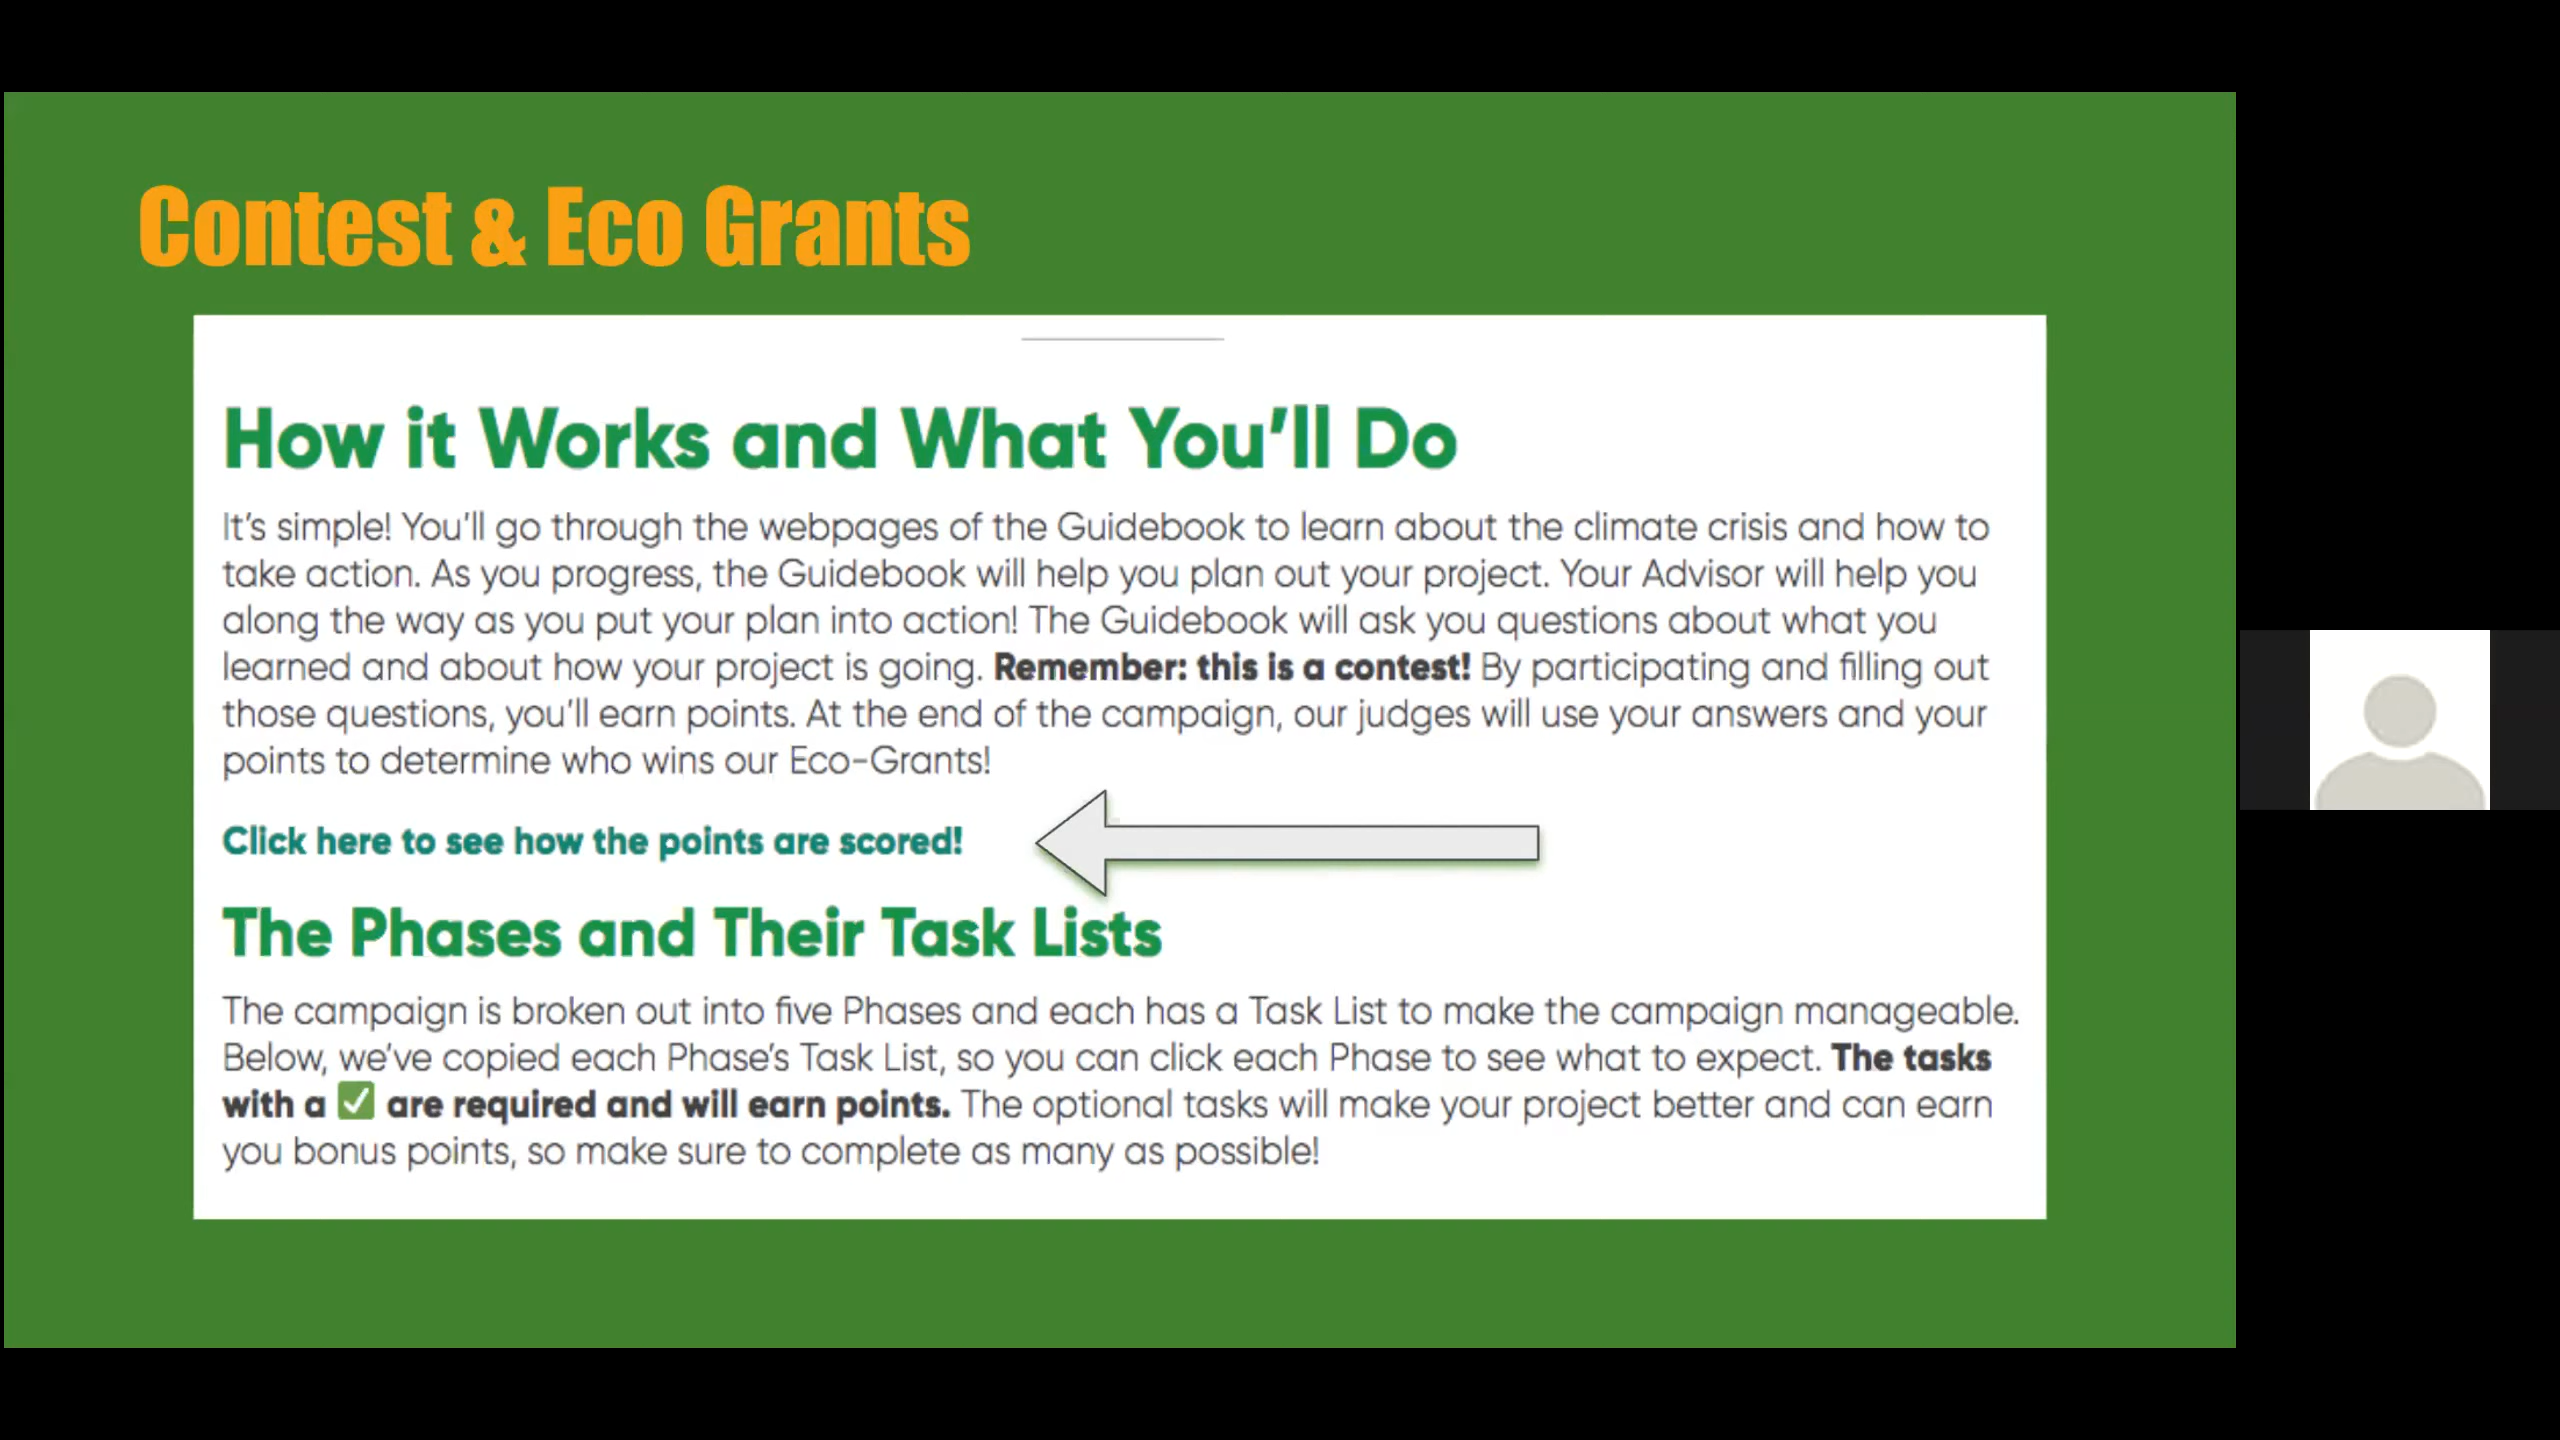 Contest & Eco Grants
How it Works and What You'll Do
It's simple! You'll go through the webpages of the Guidebook to learn about the climate crisis and how to
take action. As you progress, the Guidebook will help you plan out your project. Your Advisor will help you
along the way as you put your plan into action! The Guidebook will ask you questions about what you
learned and about how your project is going. Remember: this is a contest! By participating and filling out
those questions, you'll earn points. At the end of the campaign, our judges will use your answers and your
points to determine who wins our Eco-Grants!
Click here to see how the points are scored!
The Phases and Their Task Lists
The campaign is broken out into five Phases and each has a Task List to make the campaign manageable.
Below, we've copied each Phase's Task List, so you can click each Phase to see what to expect. The tasks
with a ✅ are required and will earn points. The optional tasks will make your project better and can earn
you bonus points, so make sure to complete as many as possible!